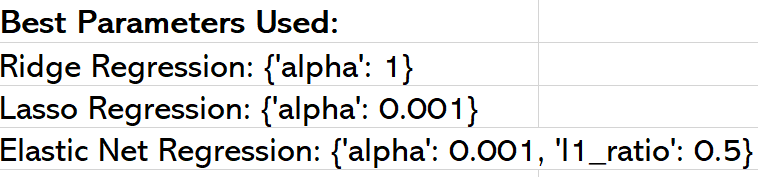 Best Parameters Used:
Ridge Regression: {'alpha': 1}
Lasso Regression: {'alpha': 0.001}
Elastic Net Regression: {'alpha': 0.001, 'l1_ratio': 0.5}